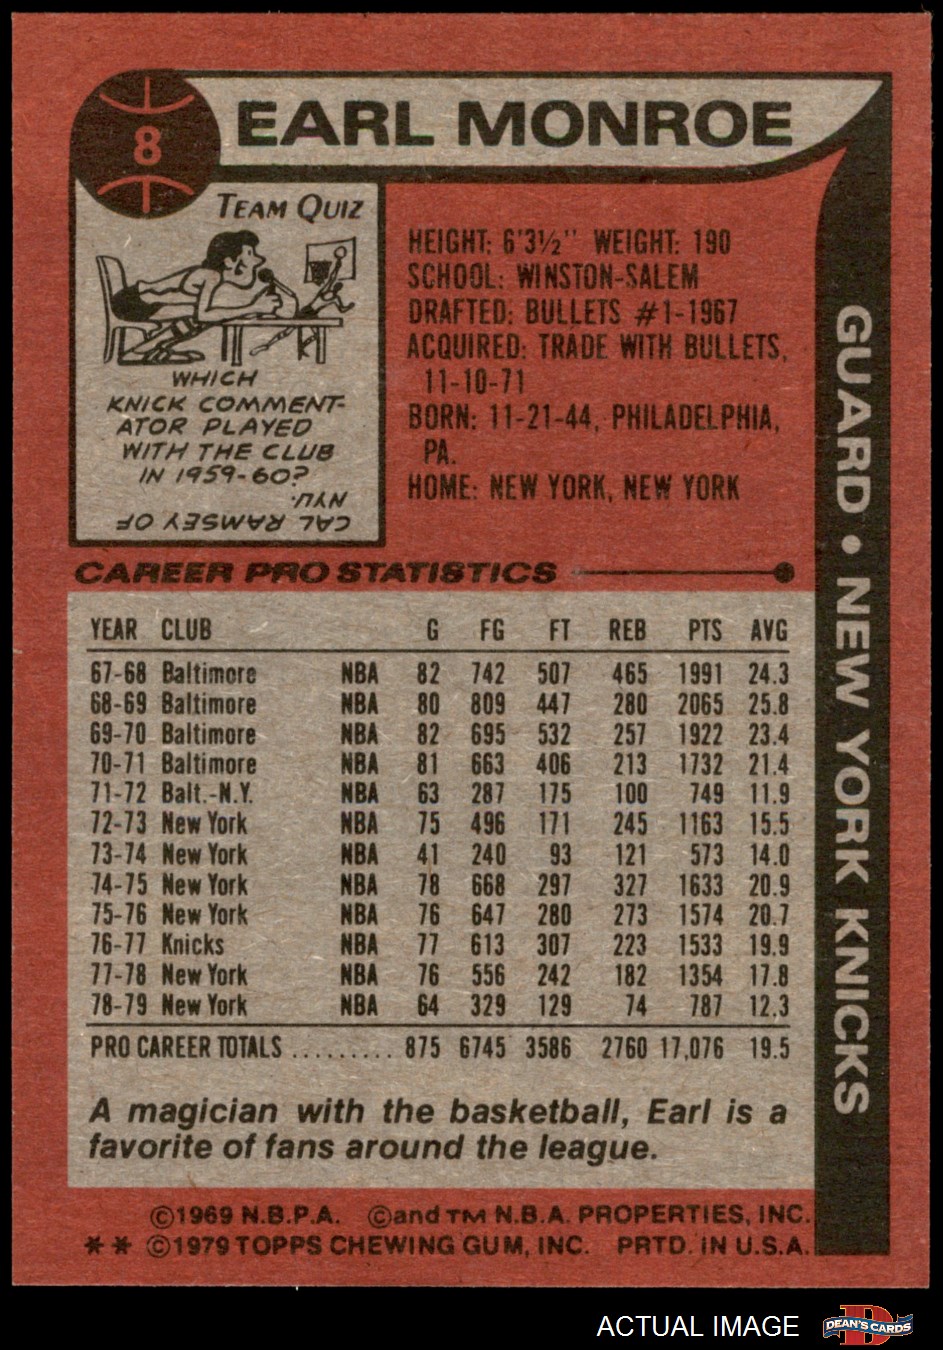 8
EARL MONROE
TEAM QUIZ
WHICH
KNICK COMMENT-
ATOR PLAYED
WITH THE CLUB
IN 1959-60?
CAL RAMSEY OF
NYU.
HEIGHT: 6'3½" WEIGHT: 190
SCHOOL: WINSTON-SALEM
DRAFTED: BULLETS #1-1967
ACQUIRED: TRADE WITH BULLETS,
11-10-71
BORN: 11-21-44, PHILADELPHIA,
PA.
HOME: NEW YORK, NEW YORK
GUARD • NEW YORK KNICKS
CAREER PRO STATISTICS
YEAR CLUB G FG FT REB PTS AVG
67-68 Baltimore NBA 82 742 507 465 1991 24.3
68-69 Baltimore NBA 80 809 447 280 2065 25.8
69-70 Baltimore NBA 82 695 532 257 1922 23.4
70-71 Baltimore NBA 81 663 406 213 1732 21.4
71-72 Balt.-N.Y. NBA 63 287 175 100 749 11.9
72-73 New York NBA 75 496 171 245 1163 15.5
73-74 New York NBA 41 240 93 121 573 14.0
74-75 New York NBA 78 668 297 327 1633 20.9
75-76 New York NBA 76 647 280 273 1574 20.7
76-77 Knicks NBA 77 613 307 223 1533 19.9
77-78 New York NBA 76 556 242 182 1354 17.8
78-79 New York NBA 64 329 129 74 787 12.3
PRO CAREER TOTALS ......... 875 6745 3586 2760 17,076 19.5
A magician with the basketball, Earl is a
favorite of fans around the league.
©1969 N.B.P.A. ©and TM N.B.A. PROPERTIES, INC.
** ©1979 TOPPS CHEWING GUM, INC. PRTD. IN U.S.A.
ACTUAL IMAGE
DEAN'S CARDS